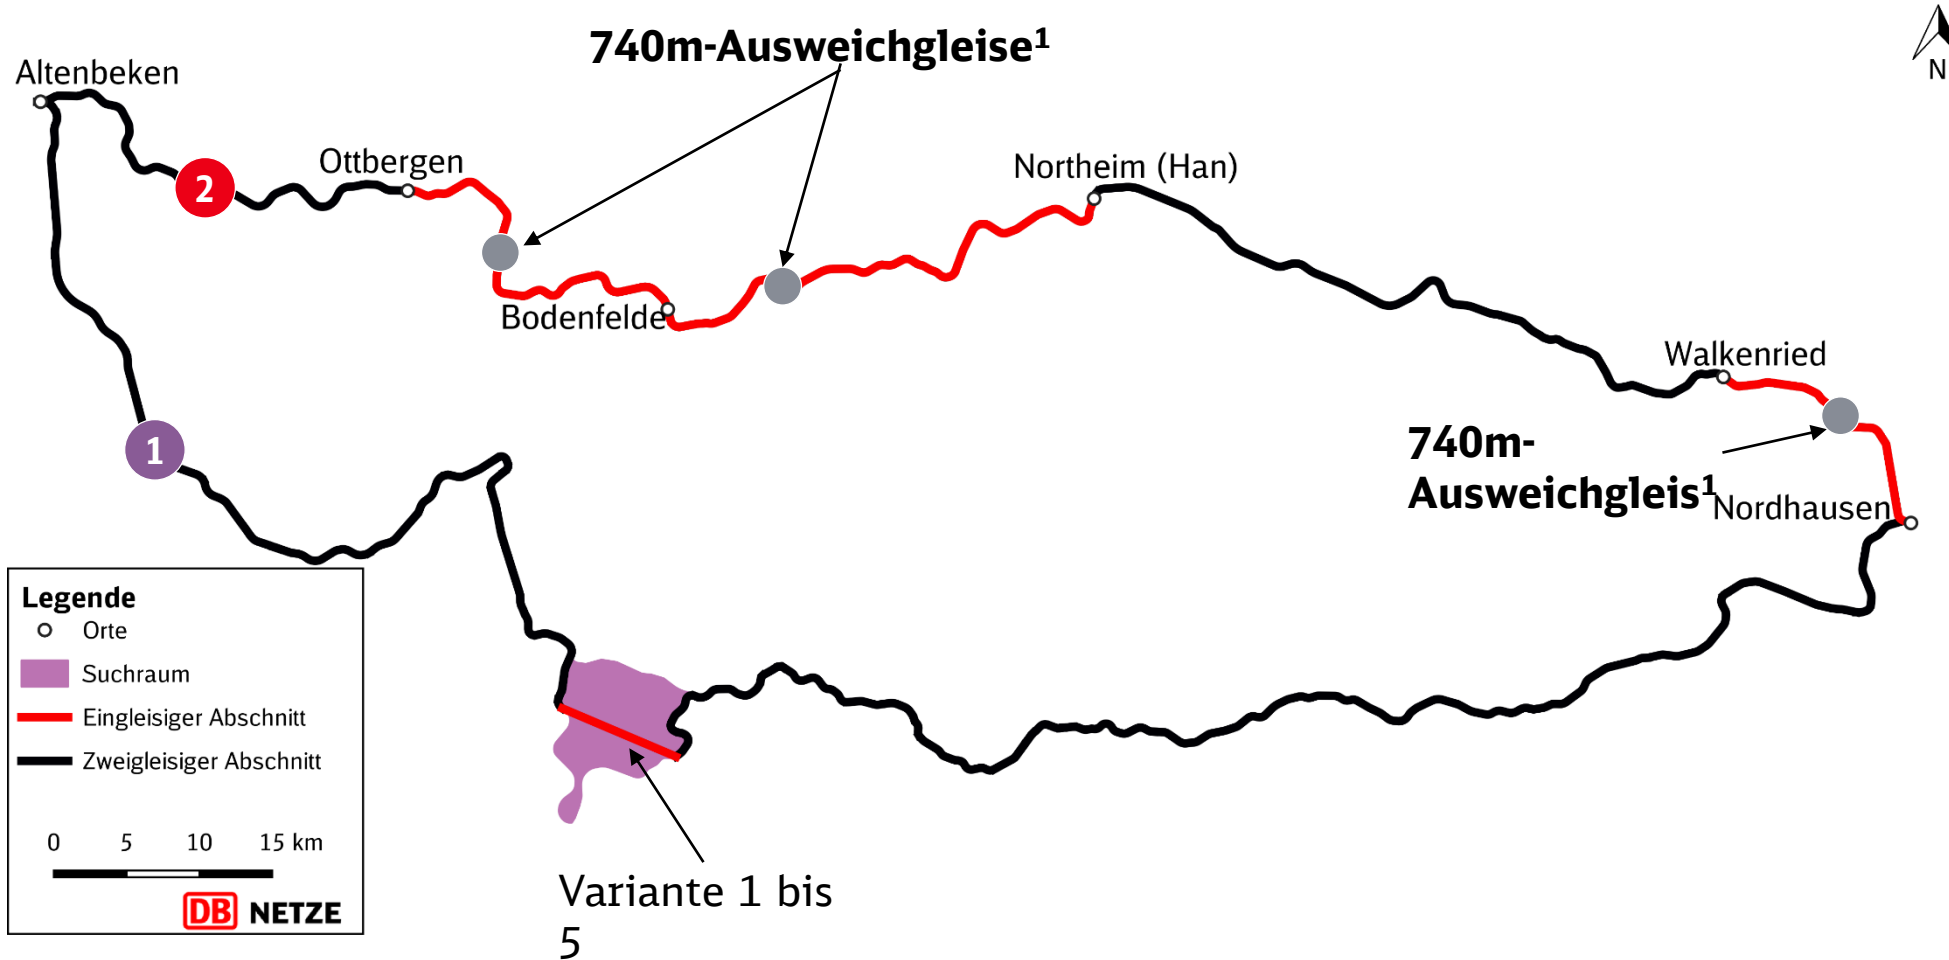 740m-Ausweichgleise¹
N
Altenbeken
2
Ottbergen
Northeim (Han)
Bodenfelde
Walkenried
1
740m-
Ausweichgleis¹
Nordhausen
Legende
Orte
Suchraum
Eingleisiger Abschnitt
Zweigleisiger Abschnitt
0 5 10 15 km
DB NETZE
Variante 1 bis
5